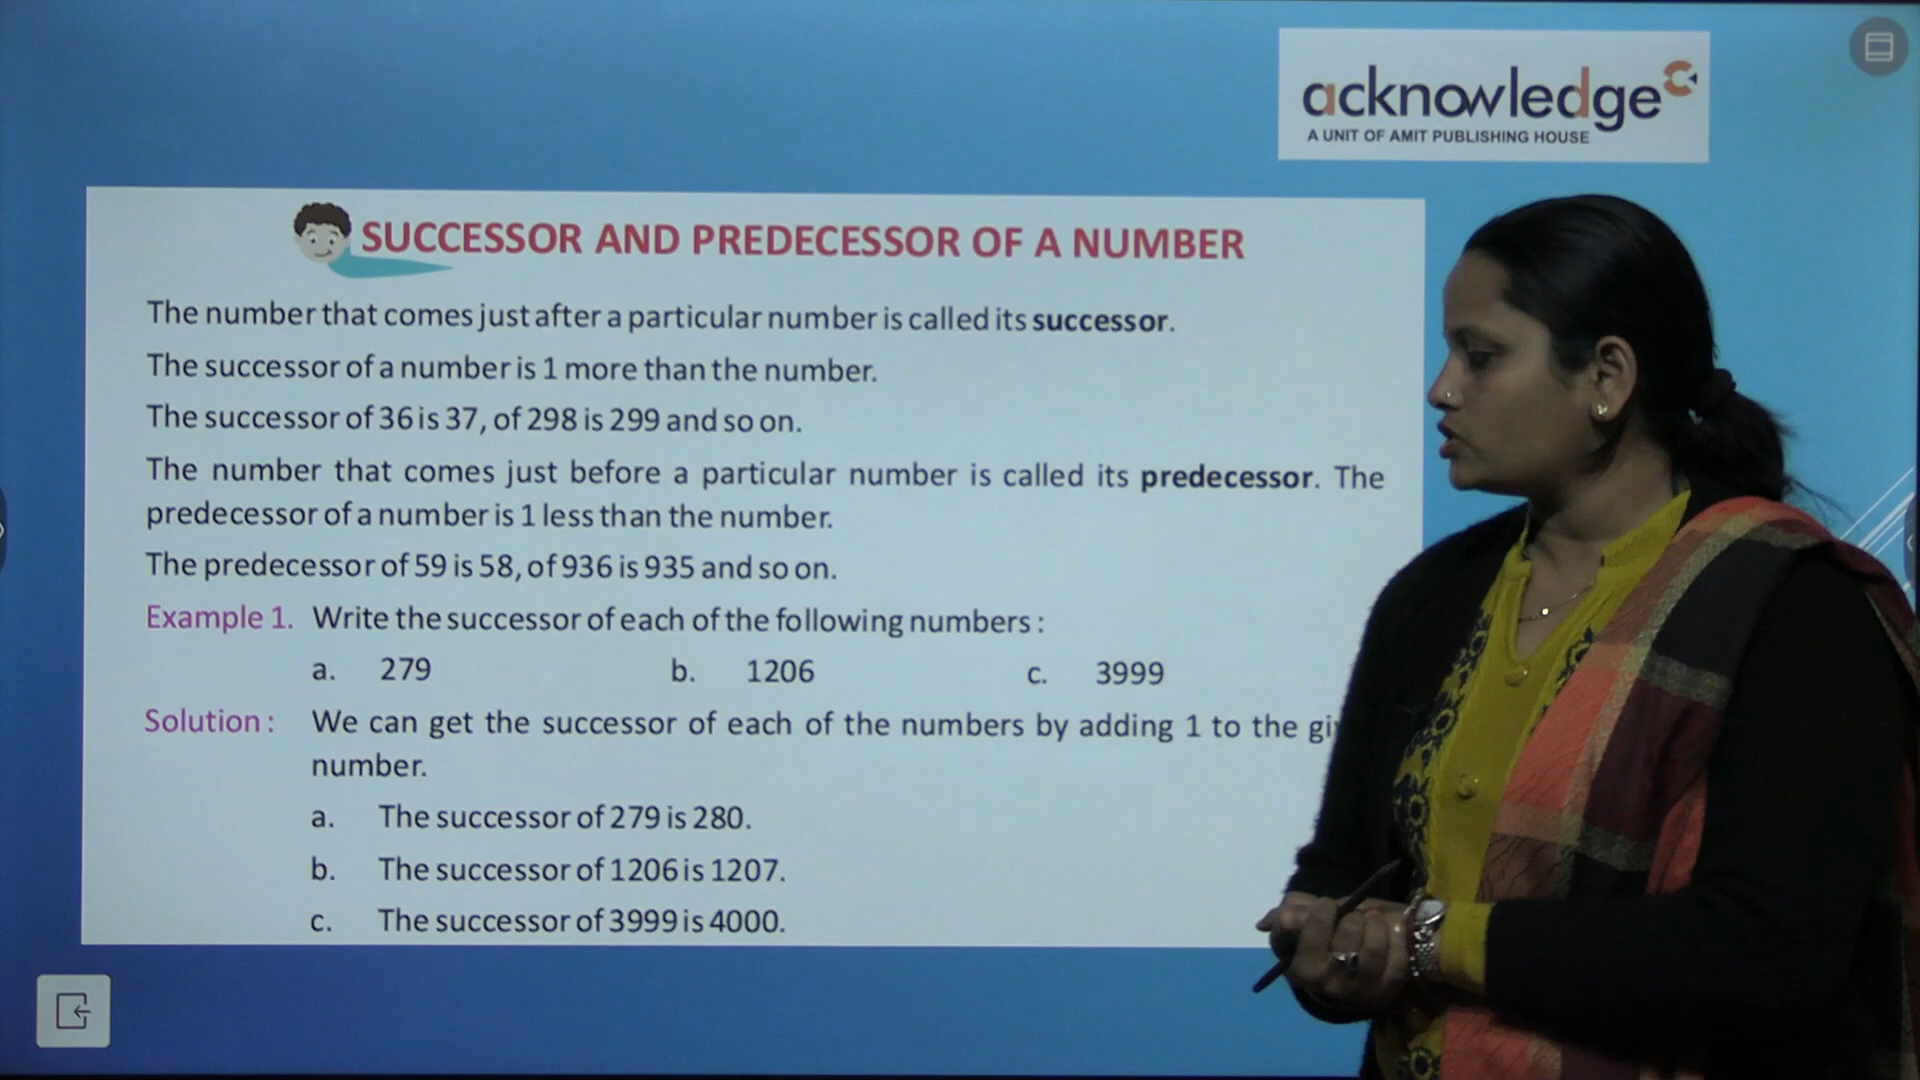 acknowledge
A UNIT OF AMIT PUBLISHING HOUSE
SUCCESSOR AND PREDECESSOR OF A NUMBER
The number that comes just after a particular number is called its successor.
The successor of a number is 1 more than the number.
The successor of 36 is 37, of 298 is 299 and so on.
The number that comes just before a particular number is called its predecessor. The
predecessor of a number is 1 less than the number.
The predecessor of 59 is 58, of 936 is 935 and so on.
Example 1. Write the successor of each of the following numbers :
a. 279 b. 1206 c. 3999
Solution : We can get the successor of each of the numbers by adding 1 to the
number.
a. The successor of 279 is 280.
b. The successor of 1206 is 1207.
c. The successor of 3999 is 4000.